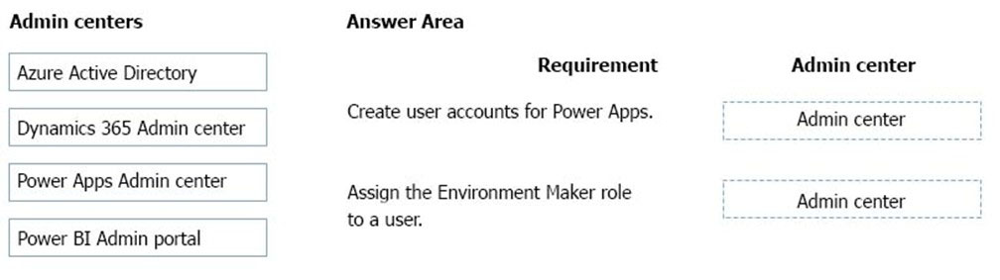 Admin centers
Azure Active Directory
Dynamics 365 Admin center
Power Apps Admin center
Power BI Admin portal
Answer Area
Requirement
Admin center
Create user accounts for Power Apps.
Admin center
Assign the Environment Maker role
to a user.
Admin center